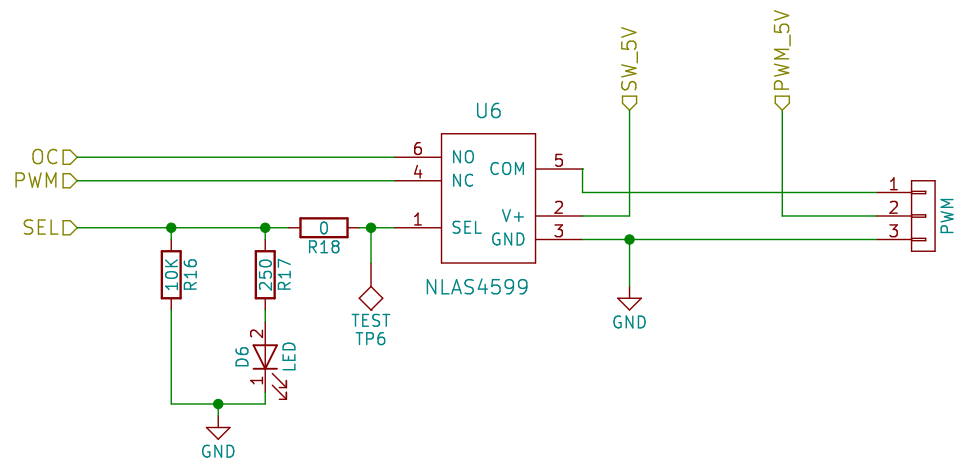 SW_5V
PWM_5V
U6
OC
6
NO
COM
5
PWM
4
NC
1
V+
2
2
SEL
1
SEL
GND
3
3
PWM
0
R18
10K
R16
250
R17
NLAS4599
TEST
TP6
GND
2
D6
LED
1
GND